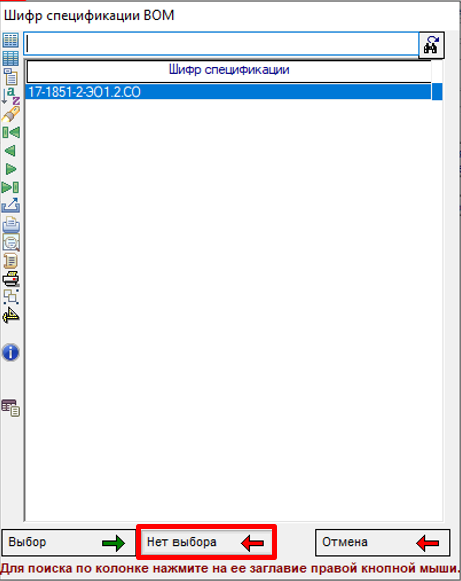 Шифр спецификации BOM
Шифр спецификации
17-1851-2-ЭО1.2.СО
Выбор
Нет выбора
Отмена
Для поиска по колонке нажмите на ее заглавие правой кнопной мыши.